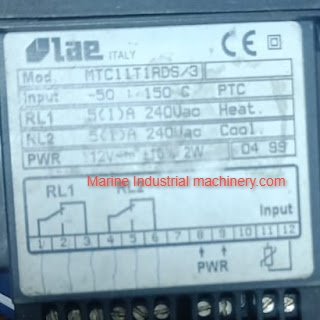 lae
ITALY
CE
Mod. MTC11T1RDS/3
Input -50 150 C PTC
RL1 5(1)A 240Vac Heat.
RL2 5(1)A 240Vac Cool.
PWR 12V ±10% 2W 04 99
Marine Industrial machinery.com
RL1 RL2
Input
1 2 3 4 5 6 7 8 9 10 11 12
PWR